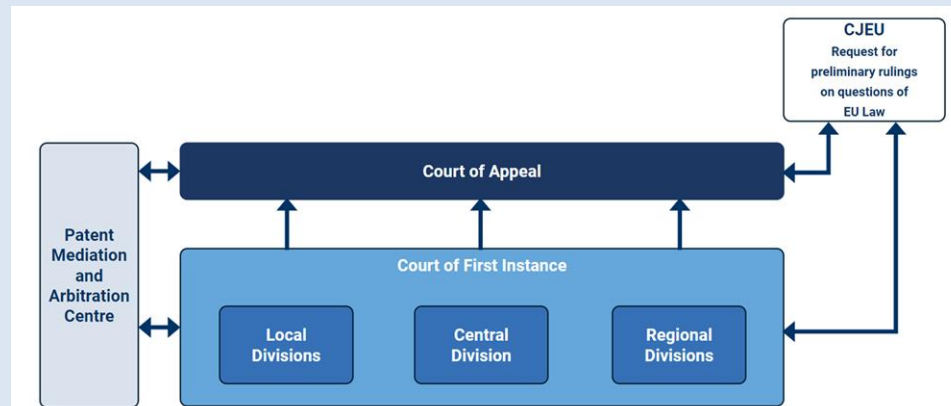 CJEU
Request for
preliminary rulings
on questions of
EU Law
Court of Appeal
Patent
Mediation
and
Arbitration
Centre
Court of First Instance
Local
Divisions
Central
Division
Regional
Divisions